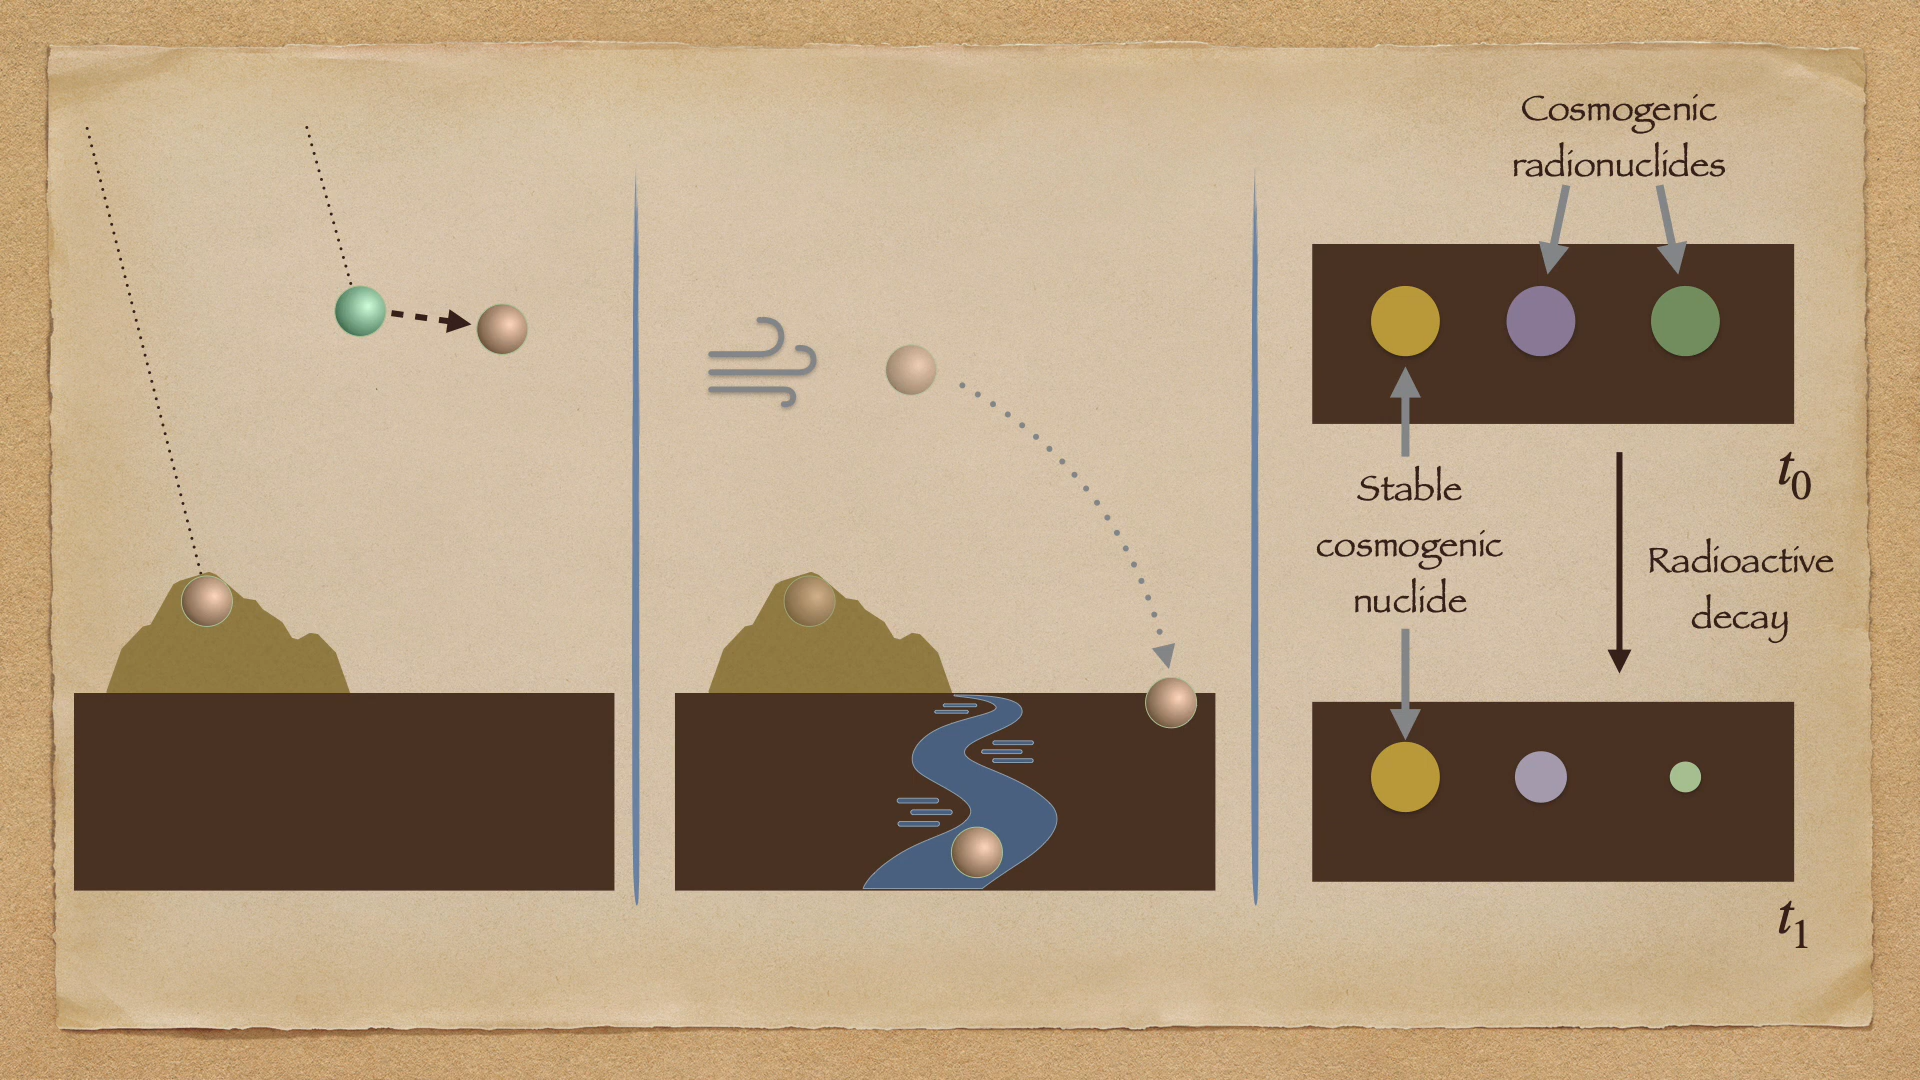 Cosmogenic
radionuclides
t0
Stable
cosmogenic
nuclide
Radioactive
decay
t1